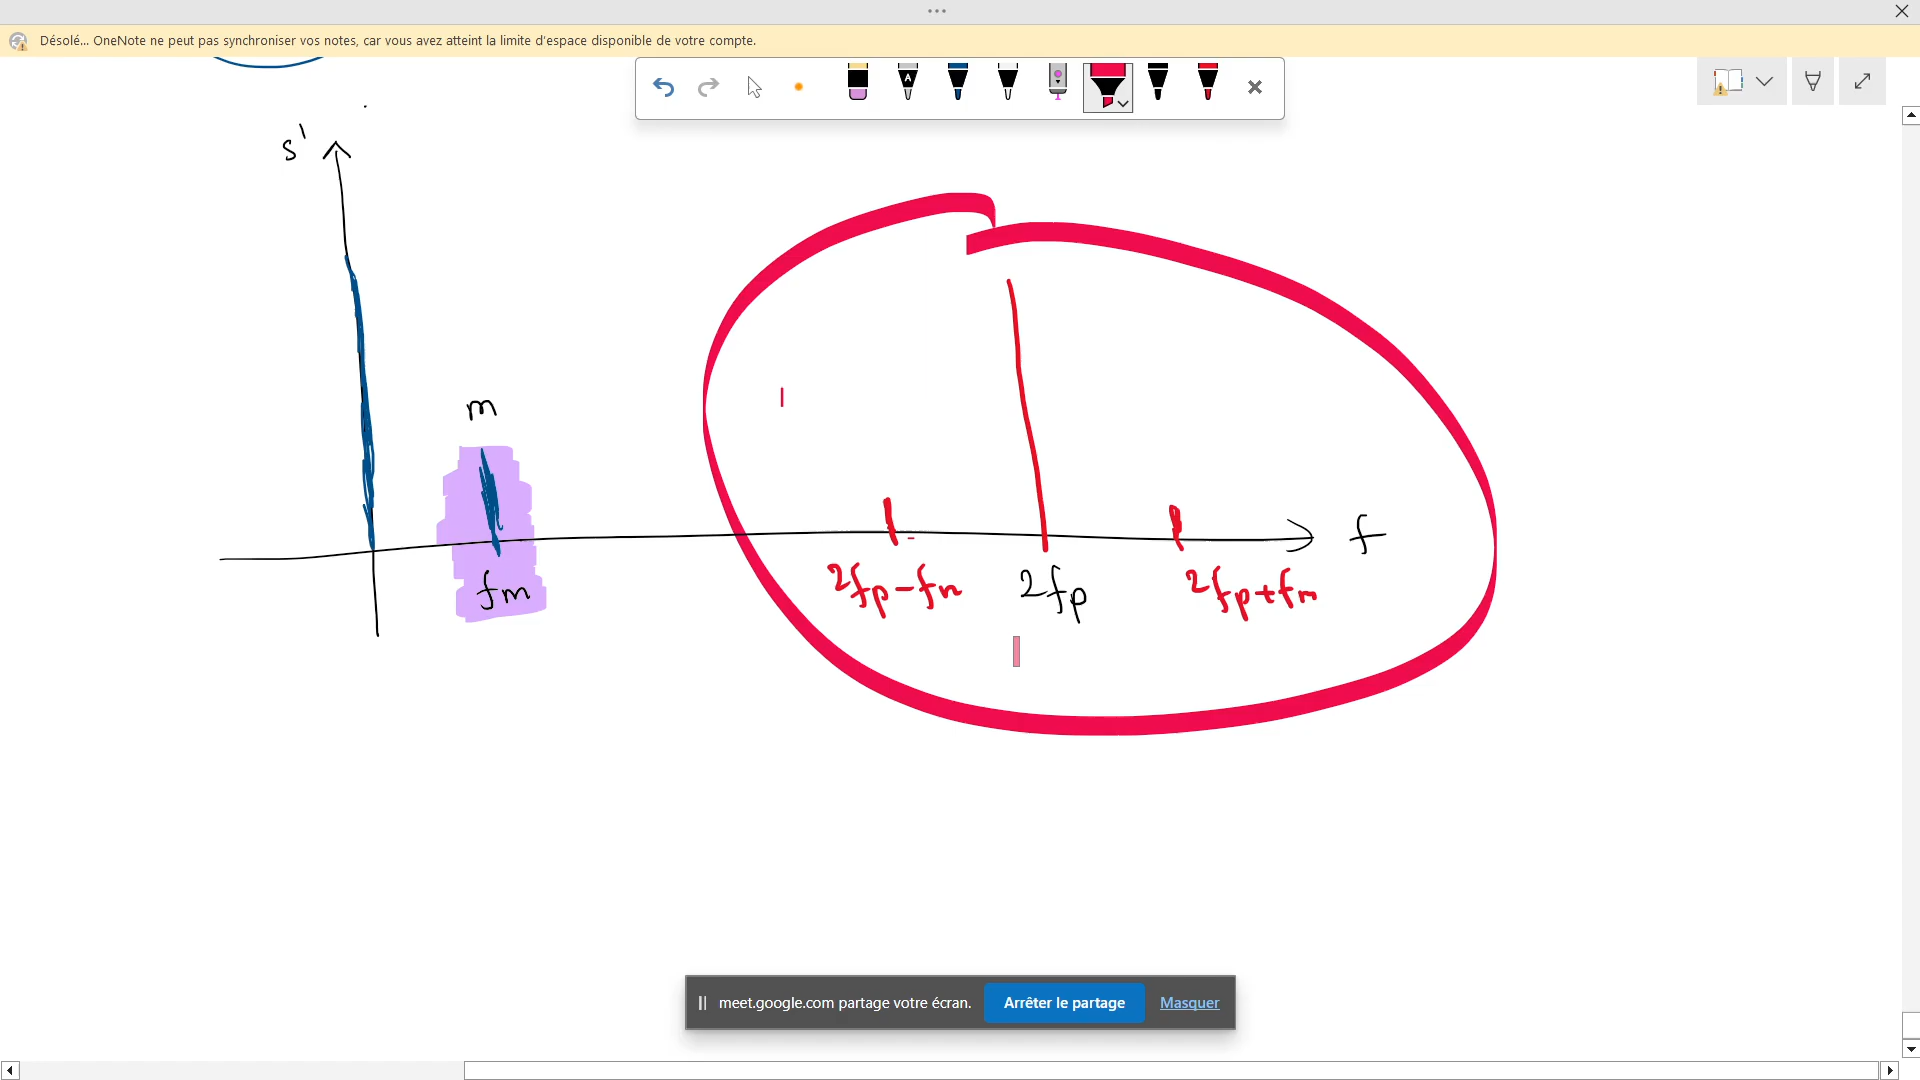 Désolé... OneNote ne peut pas synchroniser vos notes, car vous avez atteint la limite d'espace disponible de votre compte.
A
s'
m
f
fm
2fp-fm
2fp
2fp+fm
meet.google.com partage votre écran.
Arrêter le partage
Masquer